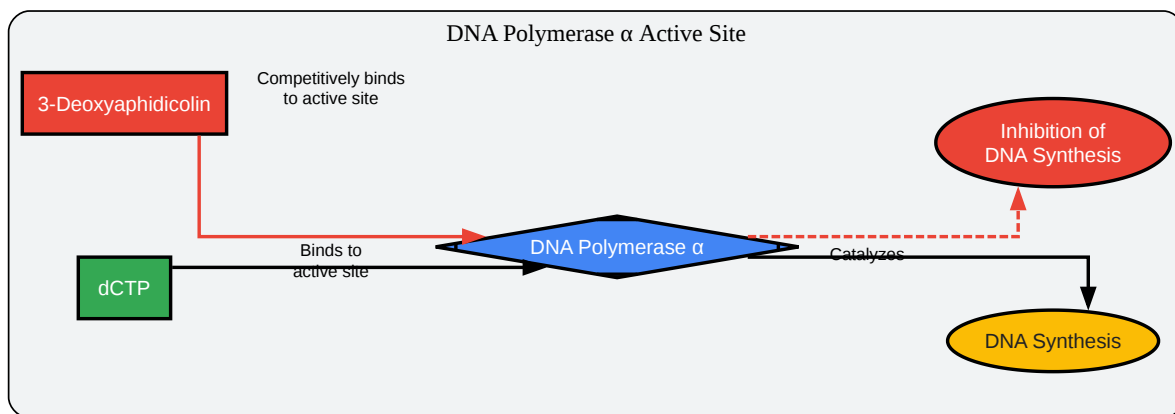 DNA Polymerase α Active Site
3-Deoxyaphidicolin
Competitively binds
to active site
Inhibition of
DNA Synthesis
Binds to
active site
DNA Polymerase α
Catalyzes
dCTP
DNA Synthesis